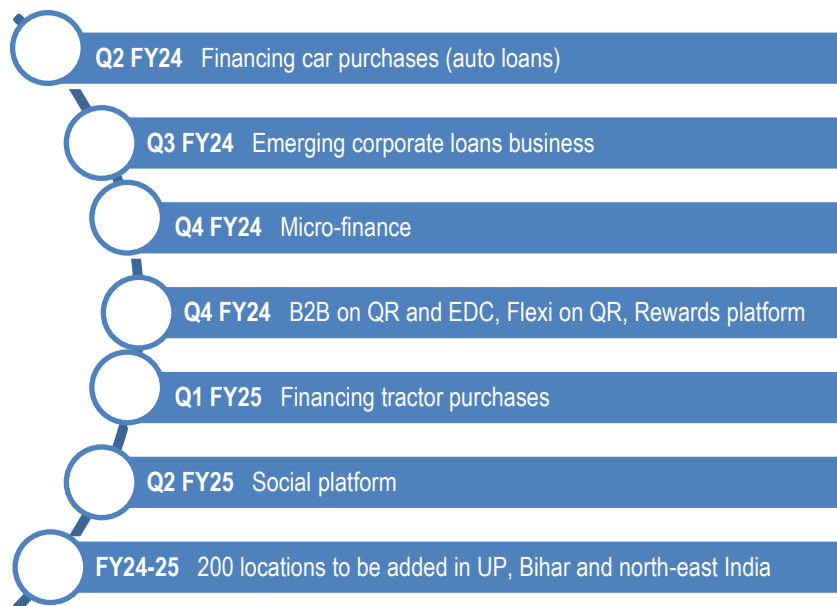 Q2 FY24 Financing car purchases (auto loans)
Q3 FY24 Emerging corporate loans business
Q4 FY24 Micro-finance
Q4 FY24 B2B on QR and EDC, Flexi on QR, Rewards platform
Q1 FY25 Financing tractor purchases
Q2 FY25 Social platform
FY24-25 200 locations to be added in UP, Bihar and north-east India